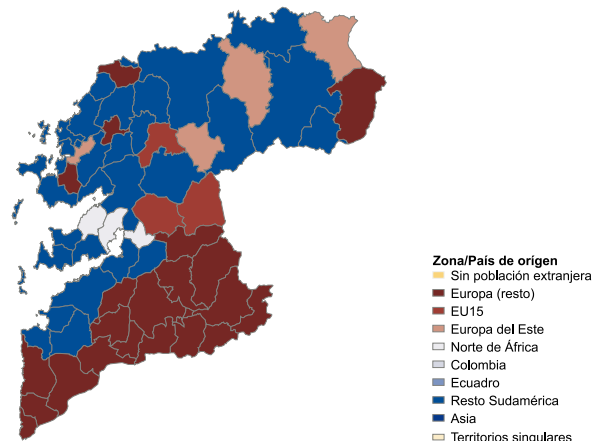 Zona/País de orígen
Sin población extranjera
Europa (resto)
EU15
Europa del Este
Norte de África
Colombia
Ecuadro
Resto Sudamérica
Asia
Territorios singulares